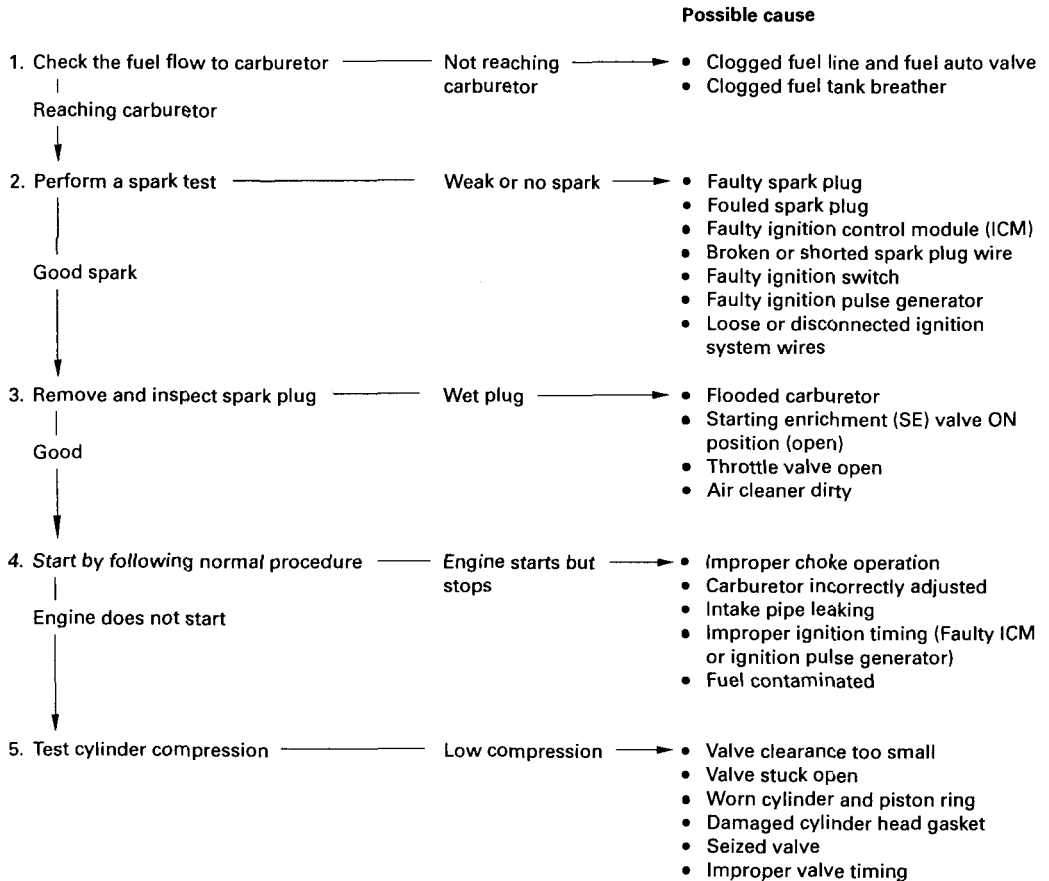 Possible cause
1. Check the fuel flow to carburetor Not reaching carburetor
• Clogged fuel line and fuel auto valve
• Clogged fuel tank breather
Reaching carburetor
2. Perform a spark test Weak or no spark
• Faulty spark plug
• Fouled spark plug
• Faulty ignition control module (ICM)
• Broken or shorted spark plug wire
• Faulty ignition switch
• Faulty ignition pulse generator
• Loose or disconnected ignition
system wires
Good spark
3. Remove and inspect spark plug Wet plug
• Flooded carburetor
• Starting enrichment (SE) valve ON
position (open)
• Throttle valve open
• Air cleaner dirty
Good
4. Start by following normal procedure Engine starts but stops
• Improper choke operation
• Carburetor incorrectly adjusted
• Intake pipe leaking
• Improper ignition timing (Faulty ICM
or ignition pulse generator)
• Fuel contaminated
Engine does not start
5. Test cylinder compression Low compression
• Valve clearance too small
• Valve stuck open
• Worn cylinder and piston ring
• Damaged cylinder head gasket
• Seized valve
• Improper valve timing